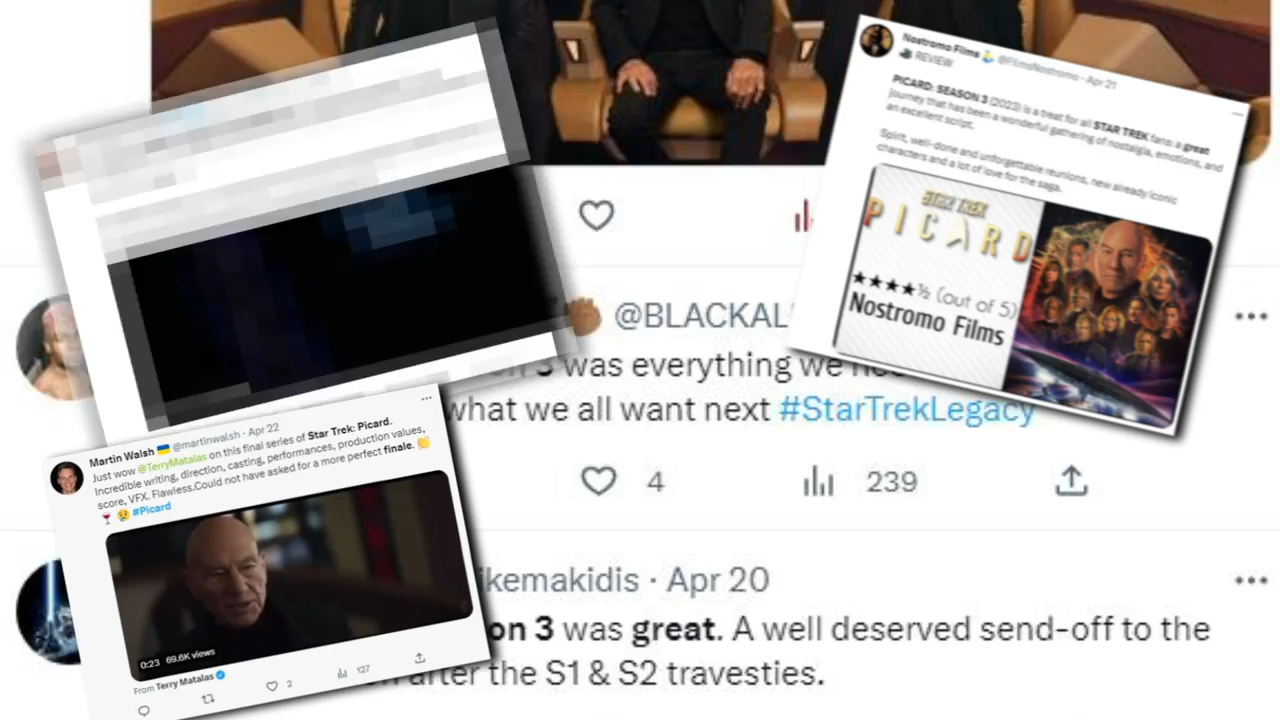 Nostromo Films @FilmsNostromo · Apr 21
REVIEW
PICARD: SEASON 3 (2023) is a treat for all STAR TREK fans: a great
journey that has been a wonderful gathering of nostalgia, emotions, and
an excellent script.
Spirit, well-done and unforgettable reunions, new already iconic
characters and a lot of love for the saga.
STAR TREK
PICARD
★★★★½ (out of 5)
Nostromo Films
@BLACKAL
3 was everything we
what we all want next #StarTrekLegacy
4 239
Martin Walsh 🇺🇦 @martinwalsh · Apr 22
Just wow @TerryMatalas on this final series of Star Trek: Picard.
Incredible writing, direction, casting, performances, production values,
score, VFX. Flawless.Could not have asked for a more perfect finale. 👏
🍷 😢 #Picard
0:23 69.6K views
From Terry Matalas
2 127
ikemakidis · Apr 20
on 3 was great. A well deserved send-off to the
after the S1 & S2 travesties.